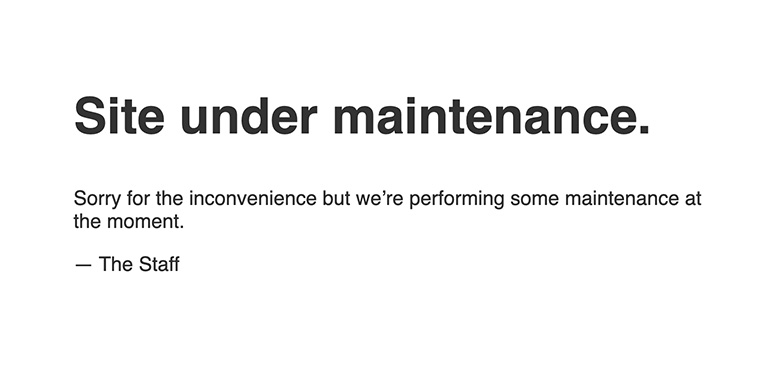 Site under maintenance.
Sorry for the inconvenience but we’re performing some maintenance at
the moment.
— The Staff